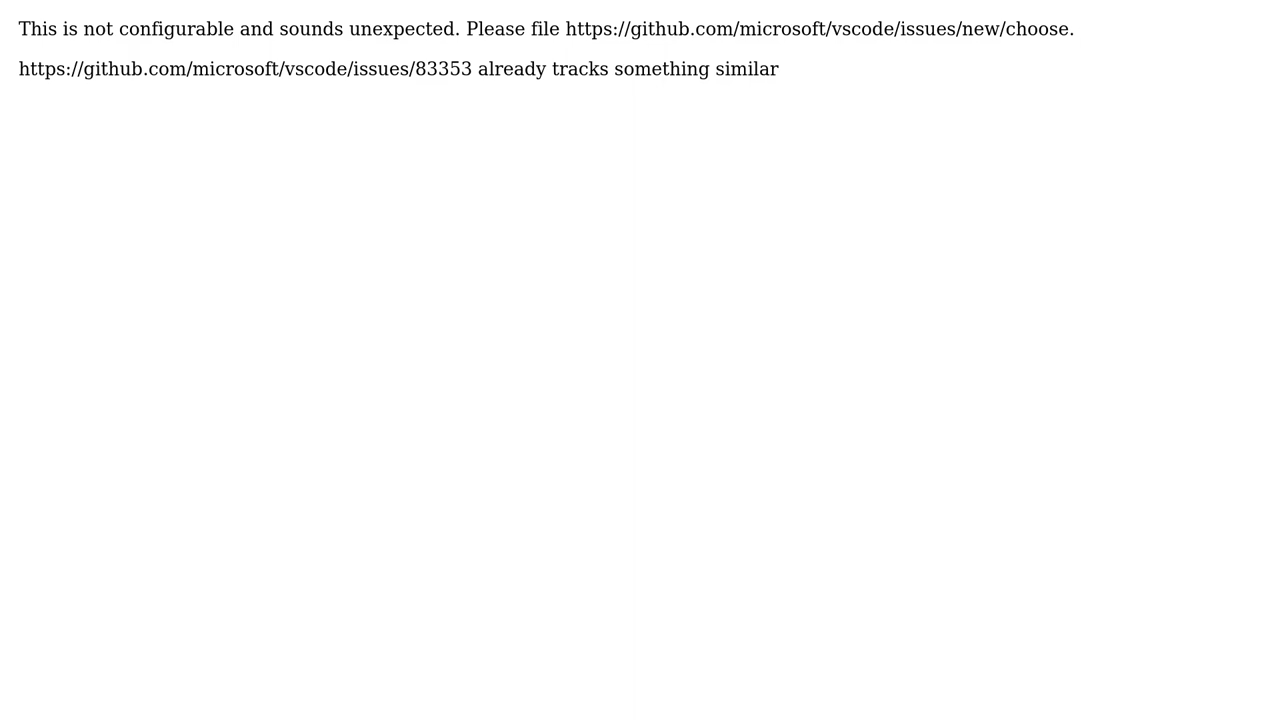 This is not configurable and sounds unexpected. Please file https://github.com/microsoft/vscode/issues/new/choose.
https://github.com/microsoft/vscode/issues/83353 already tracks something similar